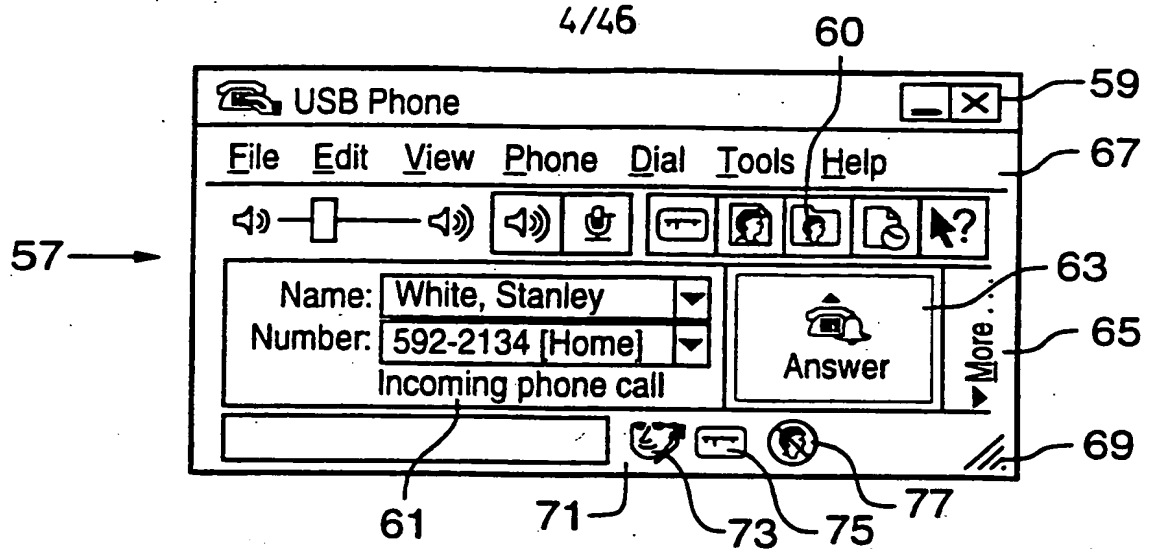 4/46
60
USB Phone
59
File Edit View Phone Dial Tools Help
67
?
57
Name: White, Stanley
63
Number: 592-2134 [Home]
Answer
More...
65
Incoming phone call
69
61
71
73
75
77